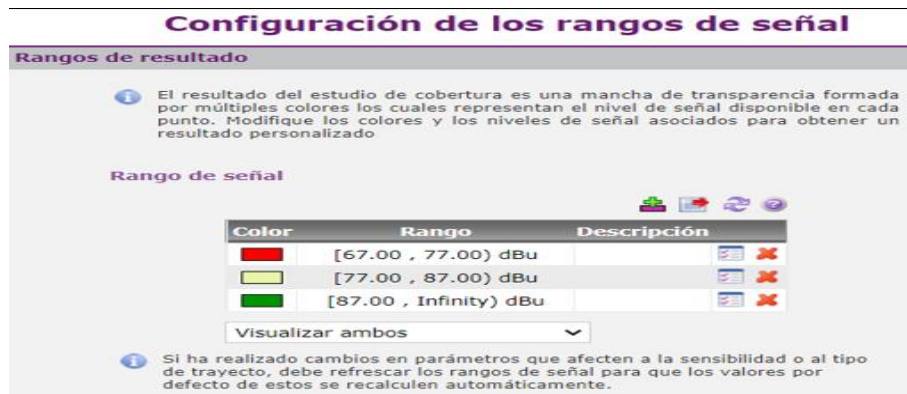 Configuración de los rangos de señal
Rangos de resultado
El resultado del estudio de cobertura es una mancha de transparencia formada
por múltiples colores los cuales representan el nivel de señal disponible en cada
punto. Modifique los colores y los niveles de señal asociados para obtener un
resultado personalizado
Rango de señal
Color Rango Descripción
[67.00 , 77.00) dBu
[77.00 , 87.00) dBu
[87.00 , Infinity) dBu
Visualizar ambos
Si ha realizado cambios en parámetros que afecten a la sensibilidad o al tipo
de trayecto, debe refrescar los rangos de señal para que los valores por
defecto de estos se recalculen automáticamente.